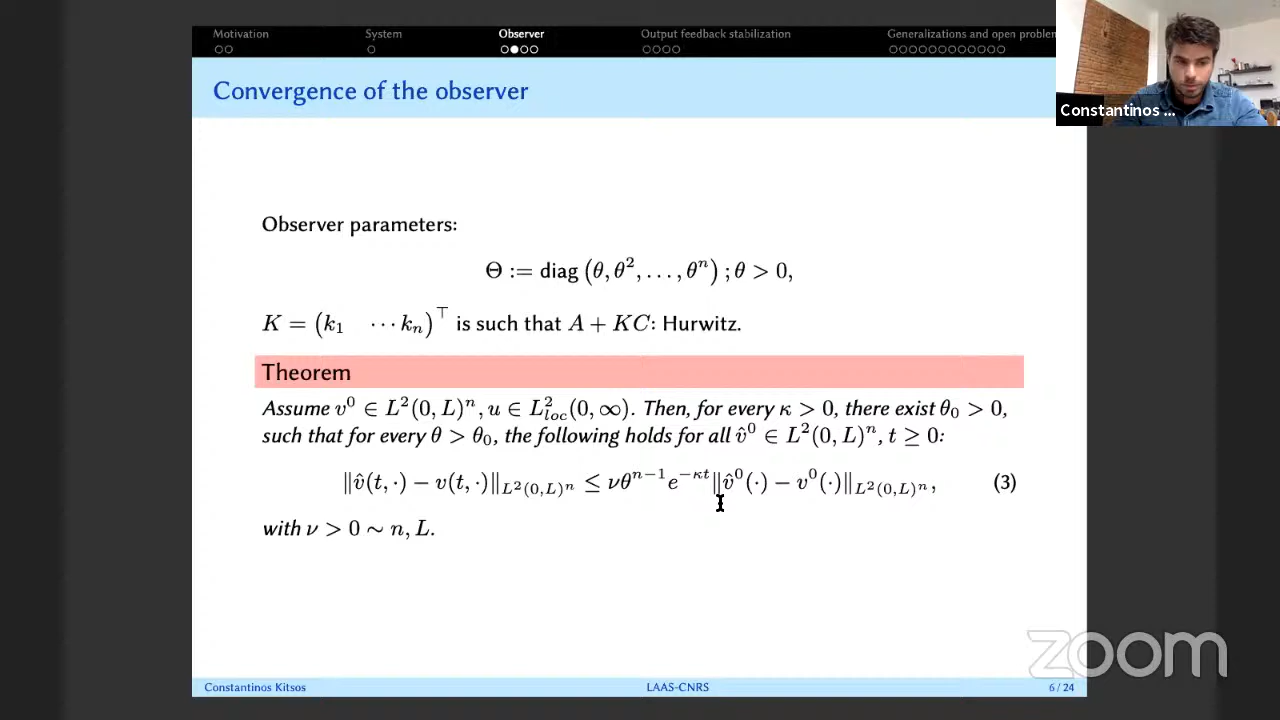 Motivation System Observer Output feedback stabilization Generalizations and open problem
Constantinos ...
Convergence of the observer
Observer parameters:
Θ := diag (θ, θ², . . . , θⁿ) ; θ > 0,
K = (k₁ ⋯ kₙ)⊤ is such that A + KC: Hurwitz.
Theorem
Assume v⁰ ∈ L²(0, L)ⁿ, u ∈ L²_loc(0, ∞). Then, for every κ > 0, there exist θ₀ > 0,
such that for every θ > θ₀, the following holds for all v̂⁰ ∈ L²(0, L)ⁿ, t ≥ 0:
‖v̂(t, ·) − v(t, ·)‖_{L²(0,L)ⁿ} ≤ νθⁿ⁻¹e^{−κt}‖v̂⁰(·) − v⁰(·)‖_{L²(0,L)ⁿ}, (3)
with ν > 0 ∼ n, L.
zoom
Constantinos Kitsos LAAS-CNRS 6 / 24